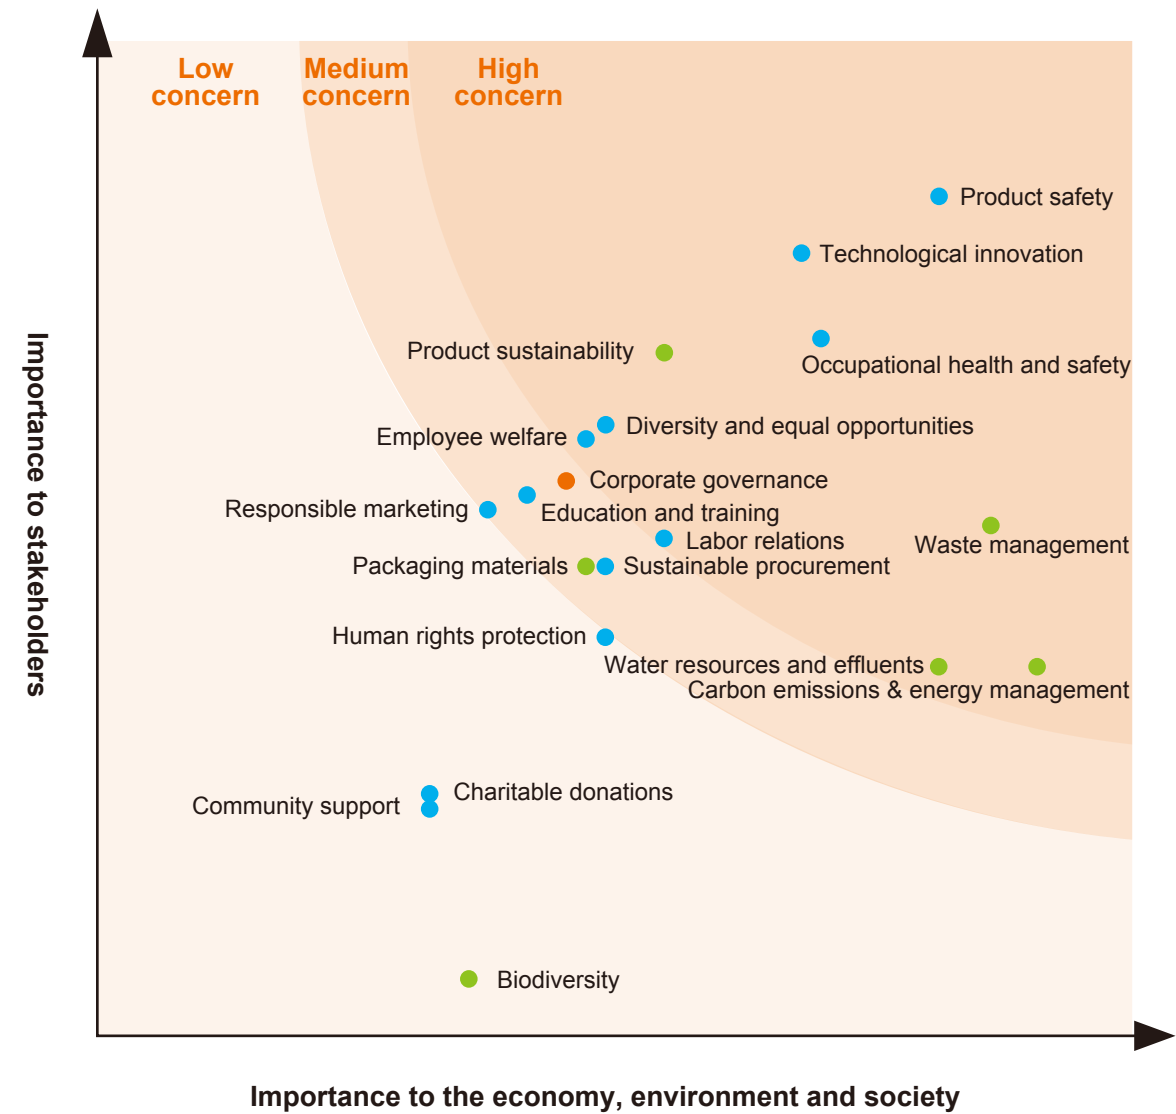 Low
concern
Medium
concern
High
concern
Product safety
Technological innovation
Product sustainability
Occupational health and safety
Diversity and equal opportunities
Employee welfare
Corporate governance
Responsible marketing
Education and training
Labor relations
Waste management
Packaging materials
Sustainable procurement
Human rights protection
Water resources and effluents
Carbon emissions & energy management
Charitable donations
Community support
Biodiversity
Importance to stakeholders
Importance to the economy, environment and society